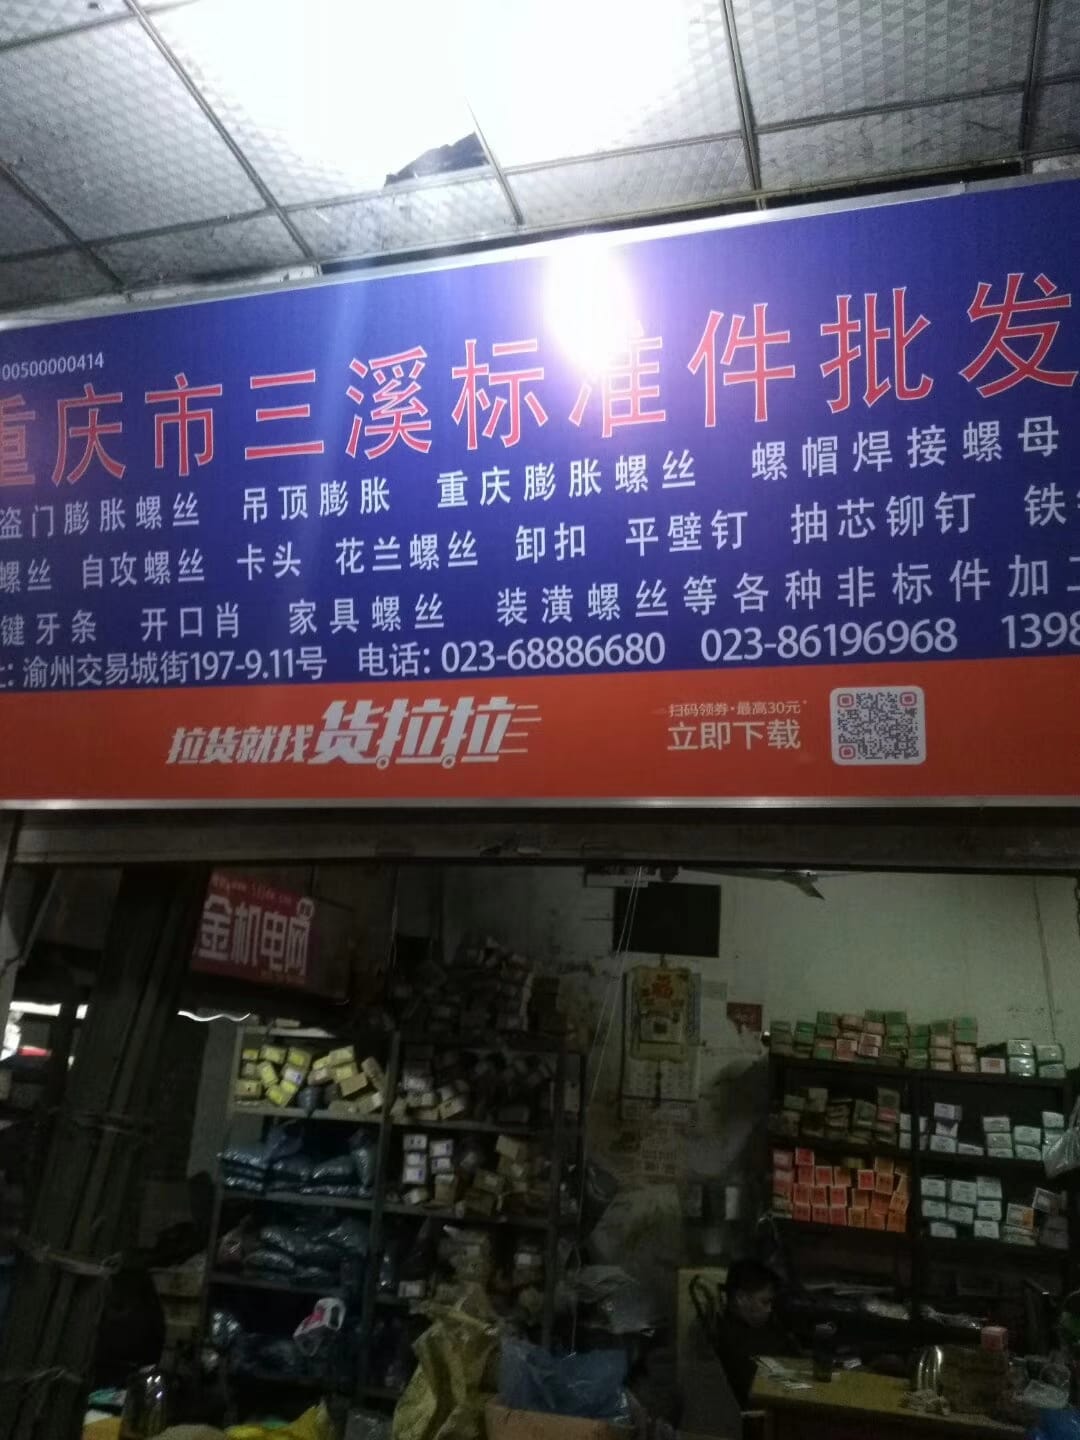 00500000414
重庆市三溪标准件批发
盗门膨胀螺丝 吊顶膨胀 重庆膨胀螺丝 螺帽焊接螺母
螺丝 自攻螺丝 卡头 花兰螺丝 卸扣 平壁钉 抽芯铆钉 铁
键牙条 开口肖 家具螺丝 装潢螺丝等各种非标件加工
址:渝州交易城街197-9.11号 电话:023-68886680 023-86196968 1398
拉货就找货拉拉
扫码领券·最高30元*
立即下载
金机电网